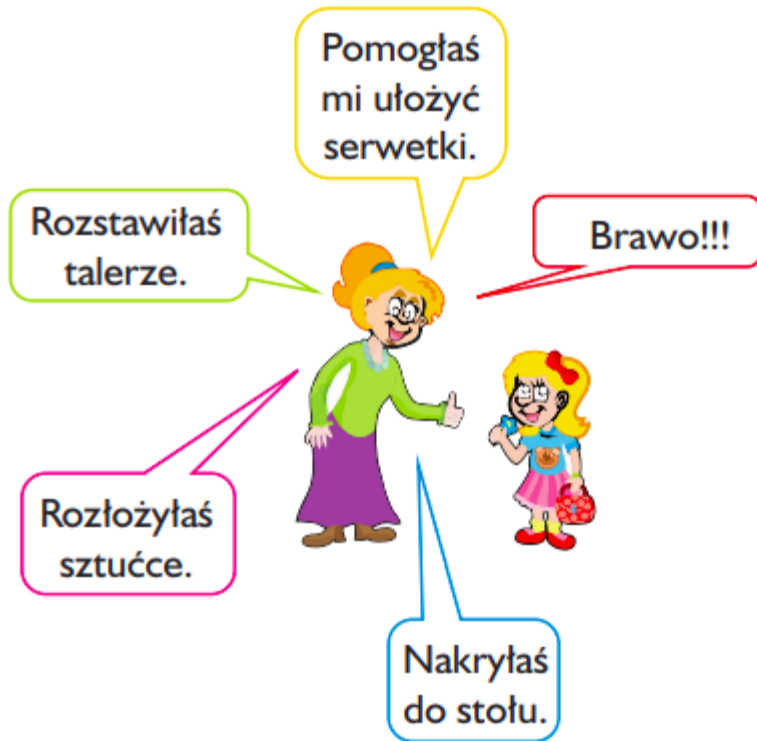 Pomogłaś
mi ułożyć
serwetki.
Rozstawiłaś
talerze.
Brawo!!!
Rozłożyłaś
sztućce.
Nakryłaś
do stołu.